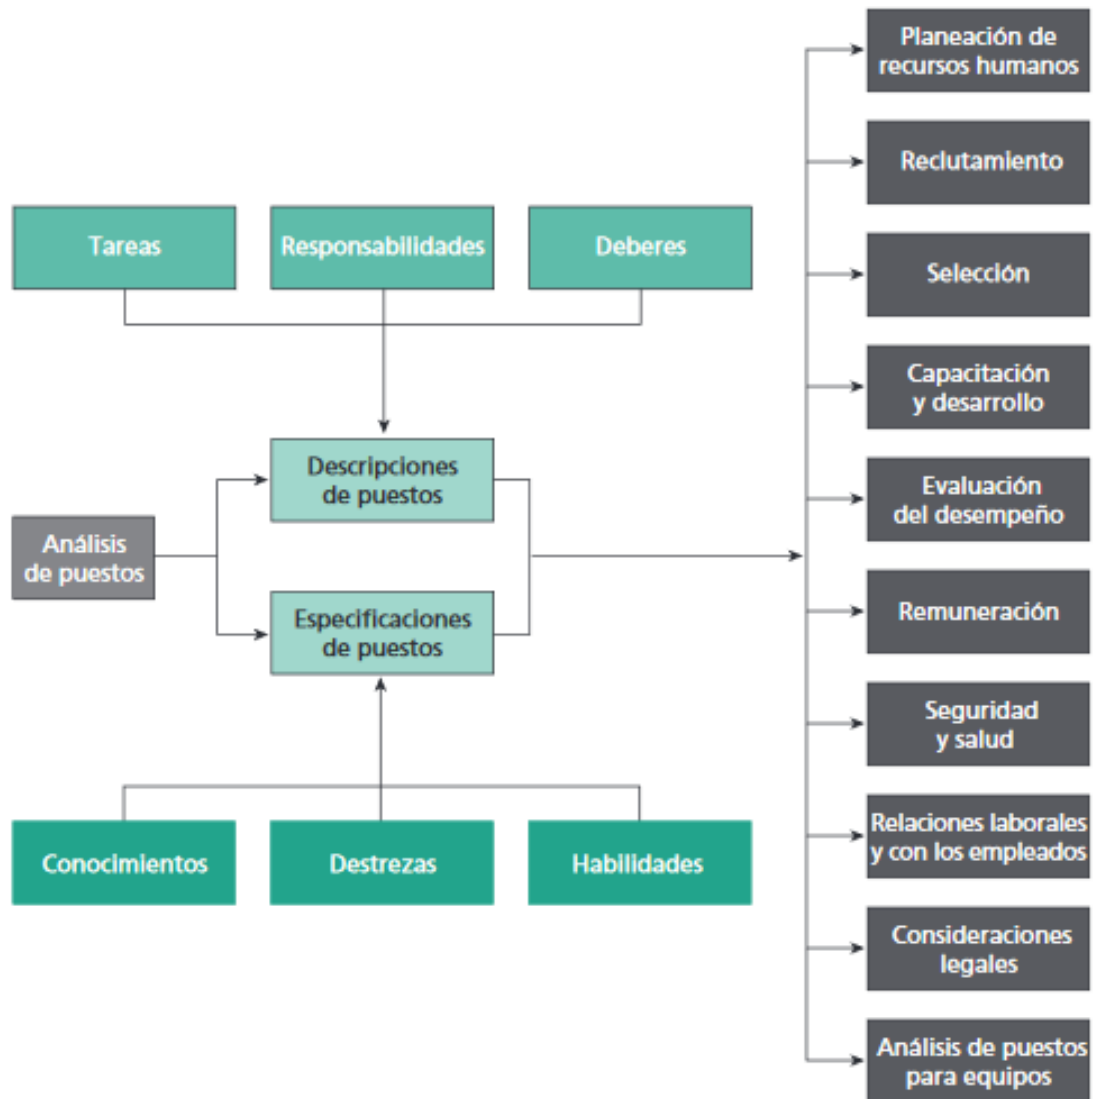 Tareas
Responsabilidades
Deberes
Análisis
de puestos
Descripciones
de puestos
Especificaciones
de puestos
Conocimientos
Destrezas
Habilidades
Planeación de
recursos humanos
Reclutamiento
Selección
Capacitación
y desarrollo
Evaluación
del desempeño
Remuneración
Seguridad
y salud
Relaciones laborales
y con los empleados
Consideraciones
legales
Análisis de puestos
para equipos